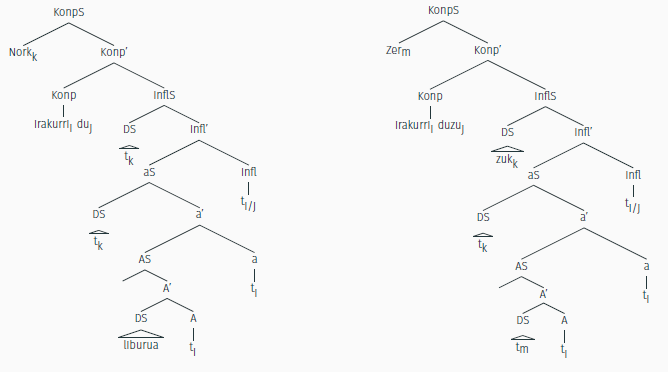 KonpS
Nork k Konp'
Konp InflS
Irakurri i du j DS Infl'
t k aS Infl
t i/j
DS a'
t k AS a
t i
A'
DS A
liburua t i
KonpS
Zer m Konp'
Konp InflS
Irakurri i duzu j DS Infl'
zuk k aS Infl
t i/j
DS a'
t k AS a
t i
A'
DS A
t m t i